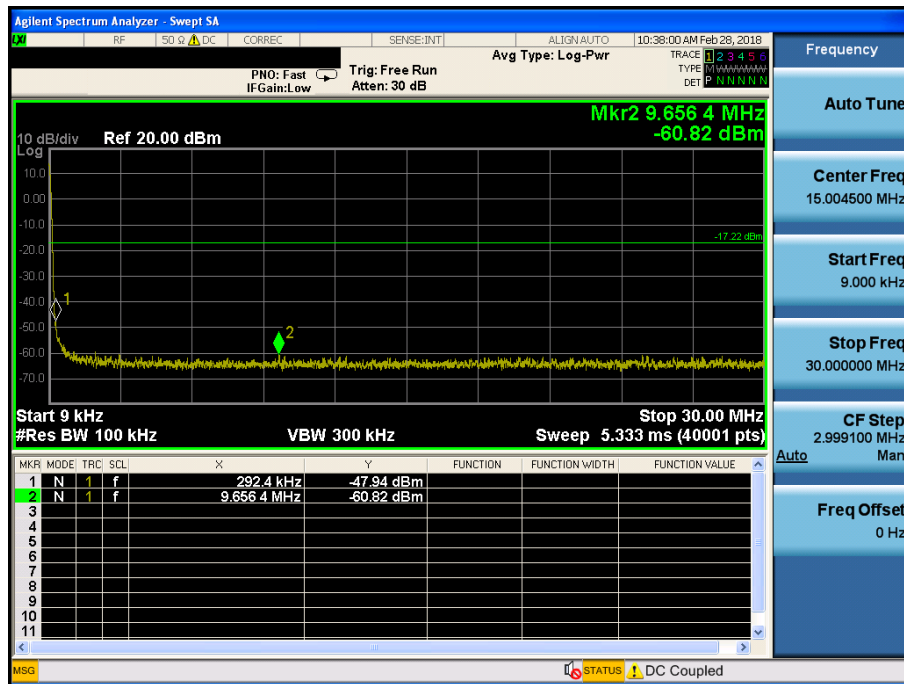 Agilent Spectrum Analyzer - Swept SA
LXI RF 50 Ω DC CORREC SENSE:INT ALIGN AUTO 10:38:00 AM Feb 28, 2018
Avg Type: Log-Pwr
TRACE 1 2 3 4 5 6
PNO: Fast Trig: Free Run
TYPE M W W W W W
IFGain:Low Atten: 30 dB
DET P N N N N N
Mkr2 9.656 4 MHz
-60.82 dBm
10 dB/div Ref 20.00 dBm
Log
10.0
0.00
-10.0
-17.22 dBm
-20.0
-30.0
1
-40.0
-50.0
2
-60.0
-70.0
Start 9 kHz Stop 30.00 MHz
#Res BW 100 kHz VBW 300 kHz Sweep 5.333 ms (40001 pts)
MKR MODE TRC SCL X Y FUNCTION FUNCTION WIDTH FUNCTION VALUE
1 N 1 f 292.4 kHz -47.94 dBm
2 N 1 f 9.656 4 MHz -60.82 dBm
3
4
5
6
7
8
9
10
11
MSG STATUS DC Coupled
Frequency
Auto Tune
Center Freq
15.004500 MHz
Start Freq
9.000 kHz
Stop Freq
30.000000 MHz
CF Step
2.999100 MHz
Auto Man
Freq Offset
0 Hz